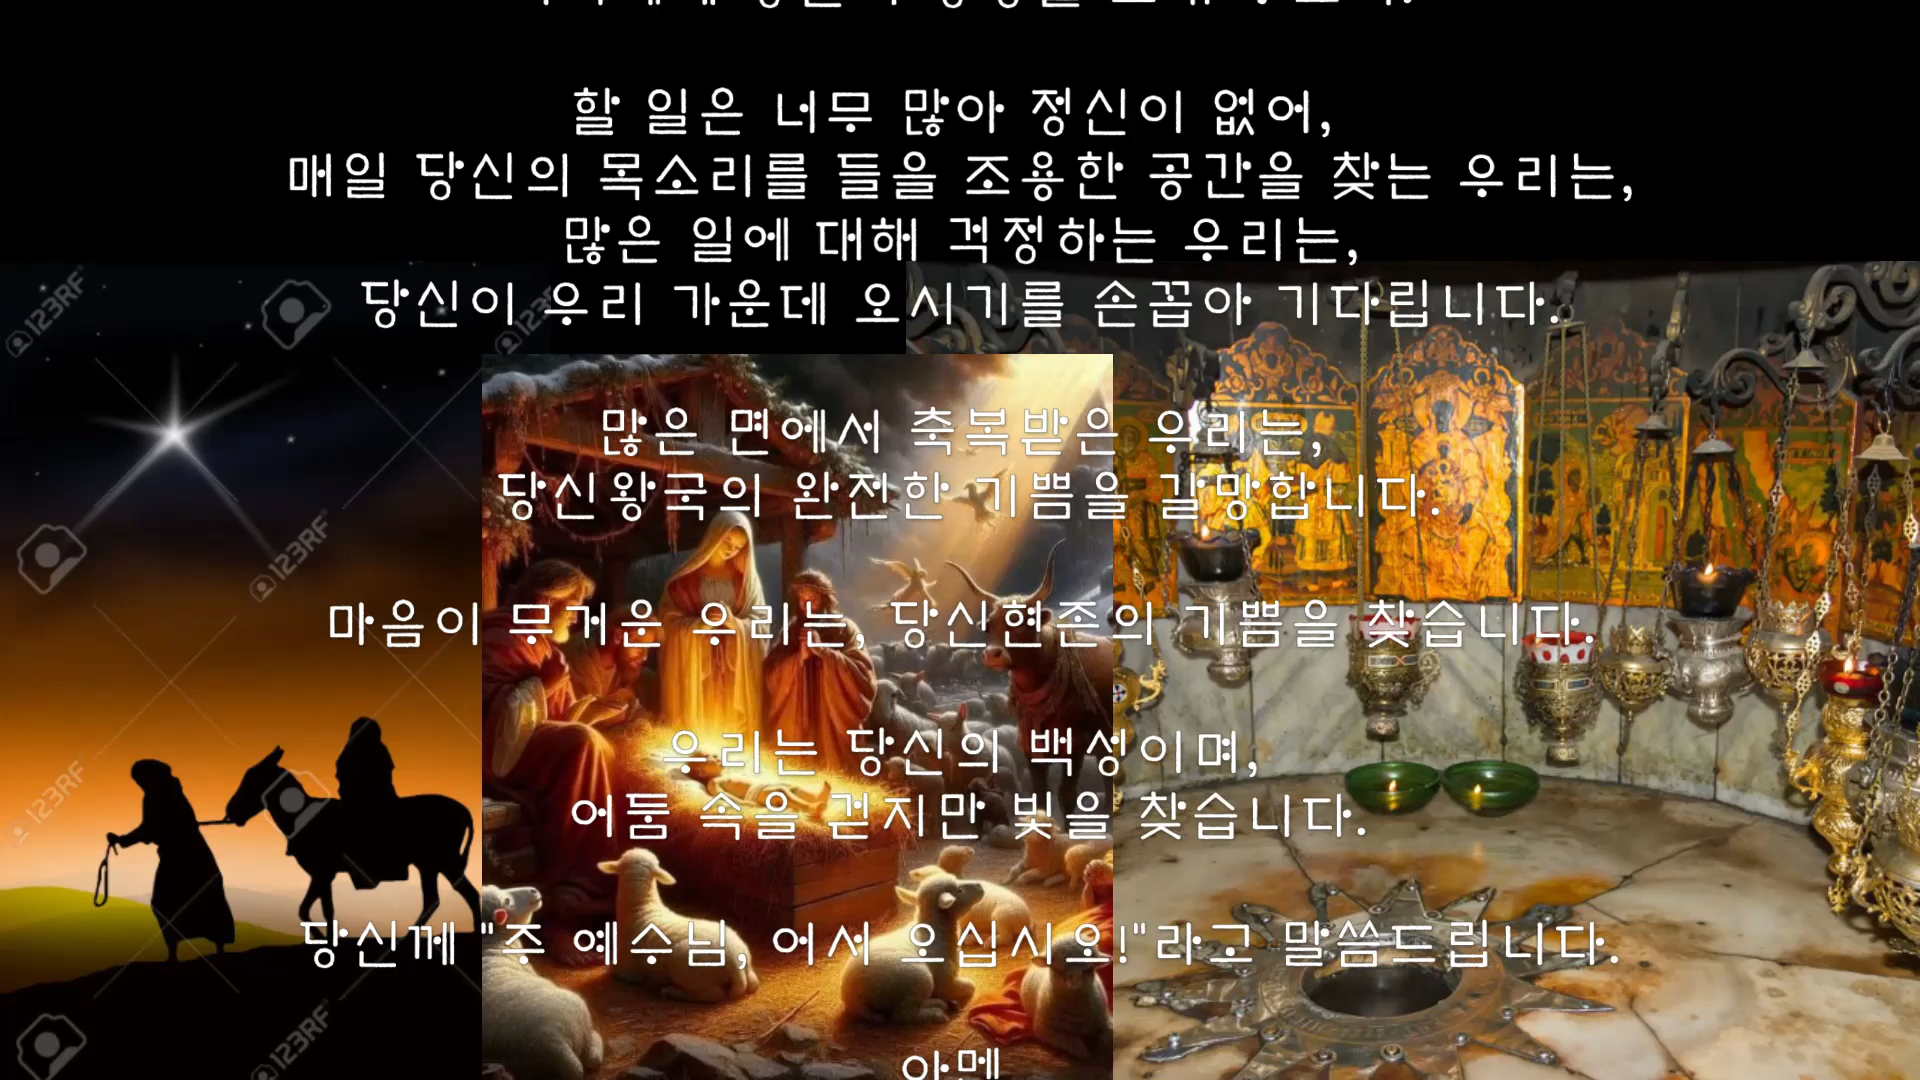 할 일은 너무 많아 정신이 없어,
매일 당신의 목소리를 들을 조용한 공간을 찾는 우리는,
많은 일에 대해 걱정하는 우리는,
당신이 우리 가운데 오시기를 손꼽아 기다립니다.
많은 면에서 축복받은 우리는,
당신왕국의 완전한 기쁨을 갈망합니다.
마음이 무거운 우리는, 당신현존의 기쁨을 찾습니다.
우리는 당신의 백성이며,
어둠 속을 걷지만 빛을 찾습니다.
당신께 "주 예수님, 어서 오십시오!"라고 말씀드립니다.
아멘
123RF
123RF
123RF
123RF
123RF
123RF